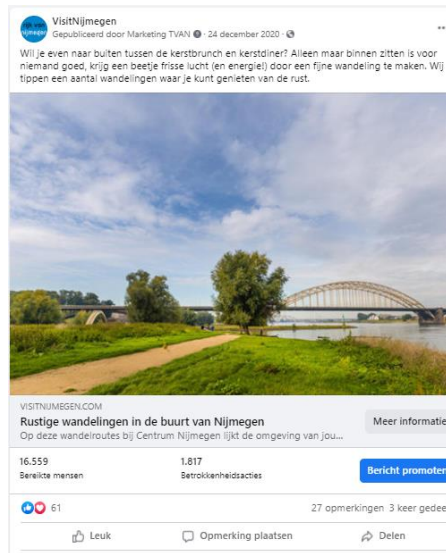 VisitNijmegen
Gepubliceerd door Marketing TVAN · 24 december 2020 ·
Wil je even naar buiten tussen de kerstbrunch en kerstdiner? Alleen maar binnen zitten is voor
niemand goed, krijg een beetje frisse lucht (en energie!) door een fijne wandeling te maken. Wij
tippen een aantal wandelingen waar je kunt genieten van de rust.
VISITNIJMEGEN.COM
Rustige wandelingen in de buurt van Nijmegen
Meer informatie
Op deze wandelroutes bij Centrum Nijmegen lijkt de omgeving van jou...
16.559
1.817
Bereikte mensen
Betrokkenheidsacties
Bericht promoten
61
27 opmerkingen 3 keer gedeel
Leuk
Opmerking plaatsen
Delen